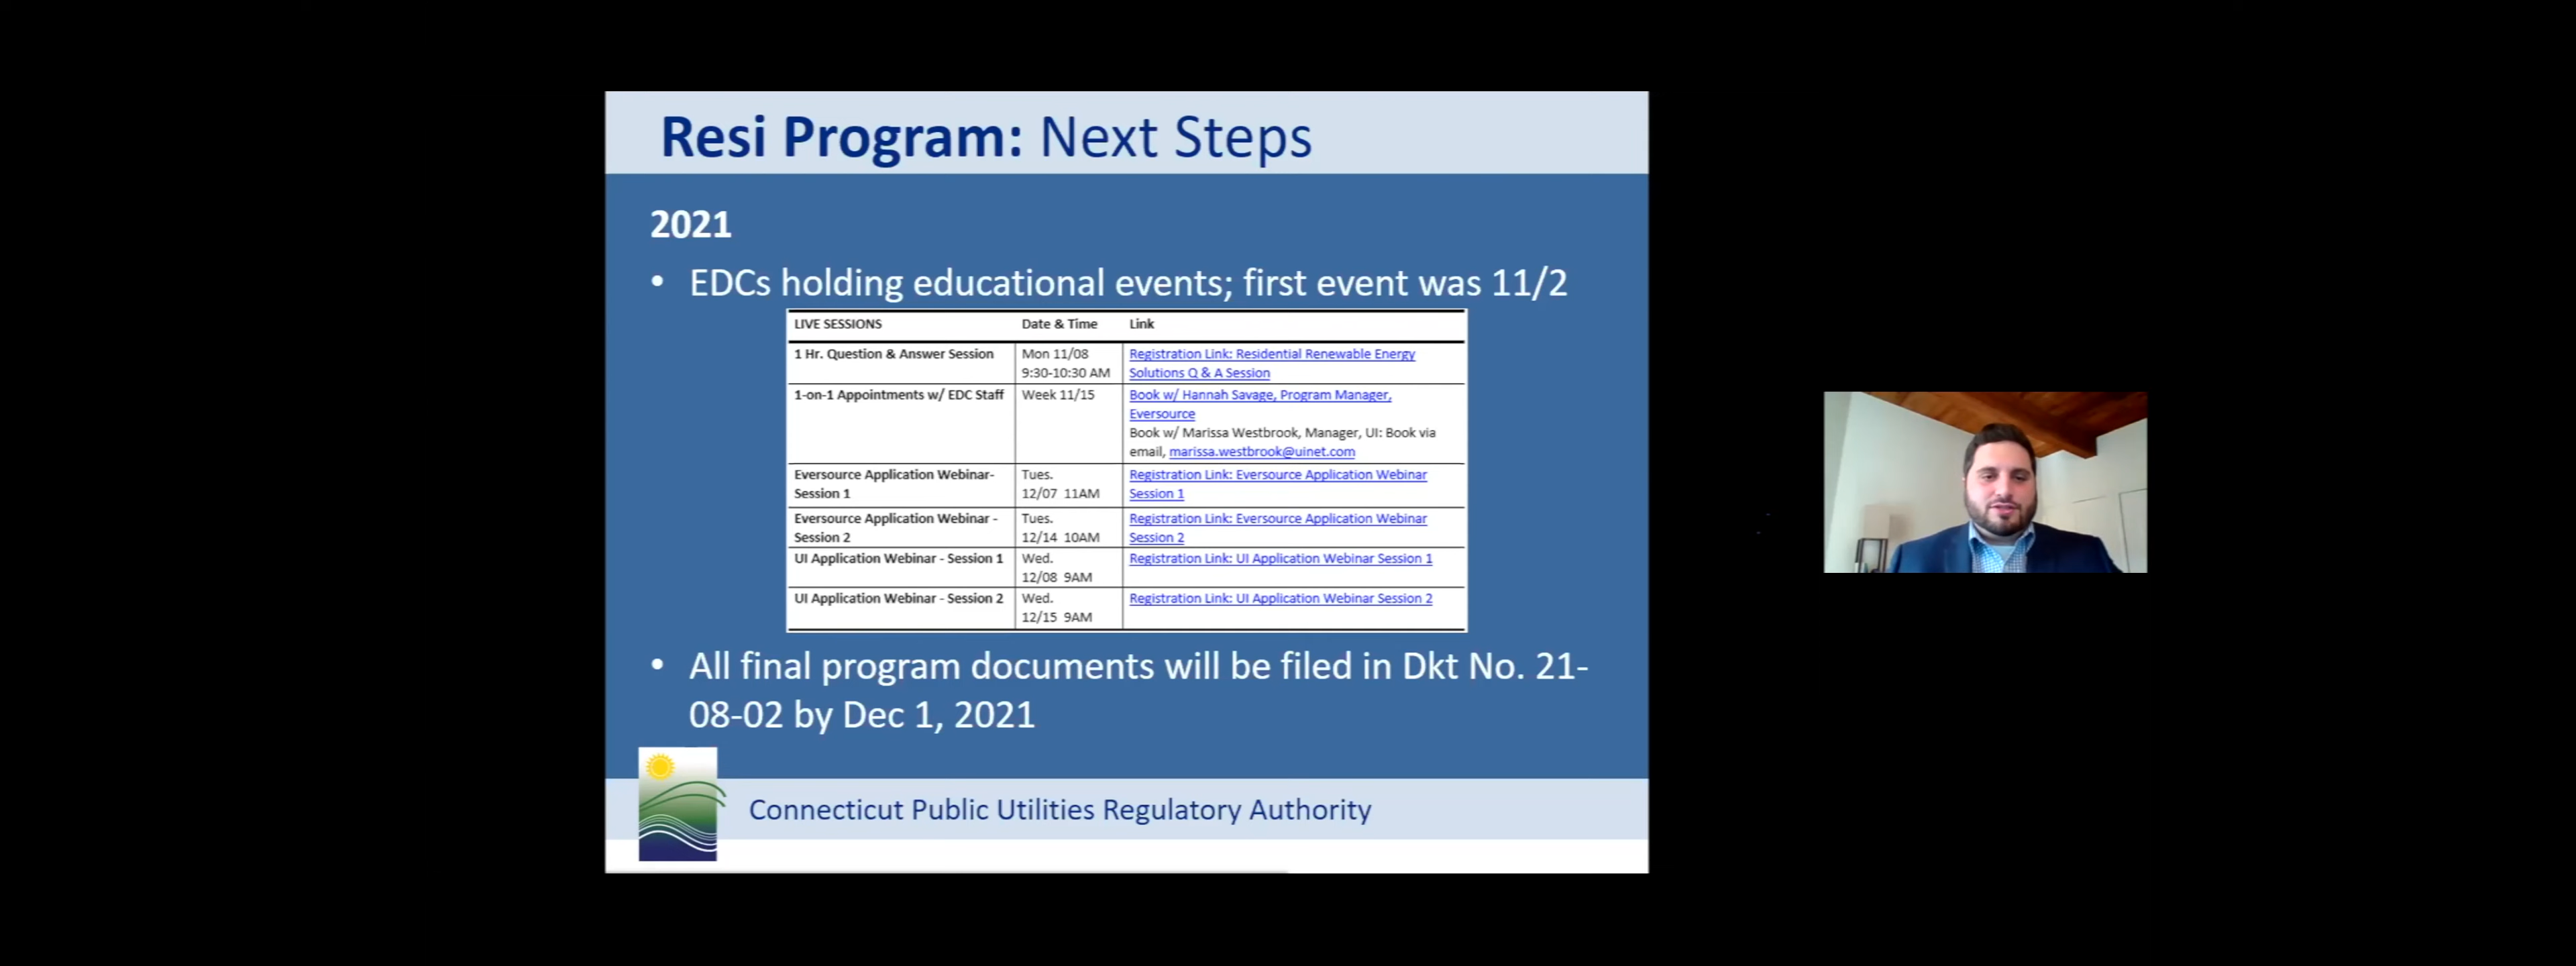 Resi Program: Next Steps
2021
• EDCs holding educational events; first event was 11/2
LIVE SESSIONS Date & Time Link
1 Hr. Question & Answer Session Mon 11/08 Registration Link: Residential Renewable Energy
9:30-10:30 AM Solutions Q & A Session
1-on-1 Appointments w/ EDC Staff Week 11/15 Book w/ Hannah Savage, Program Manager,
Eversource
Book w/ Marissa Westbrook, Manager, UI: Book via
email, marissa.westbrook@uinet.com
Eversource Application Webinar- Tues. Registration Link: Eversource Application Webinar
Session 1 12/07 11AM Session 1
Eversource Application Webinar - Tues. Registration Link: Eversource Application Webinar
Session 2 12/14 10AM Session 2
UI Application Webinar - Session 1 Wed. Registration Link: UI Application Webinar Session 1
12/08 9AM
UI Application Webinar - Session 2 Wed. Registration Link: UI Application Webinar Session 2
12/15 9AM
• All final program documents will be filed in Dkt No. 21-
08-02 by Dec 1, 2021
Connecticut Public Utilities Regulatory Authority